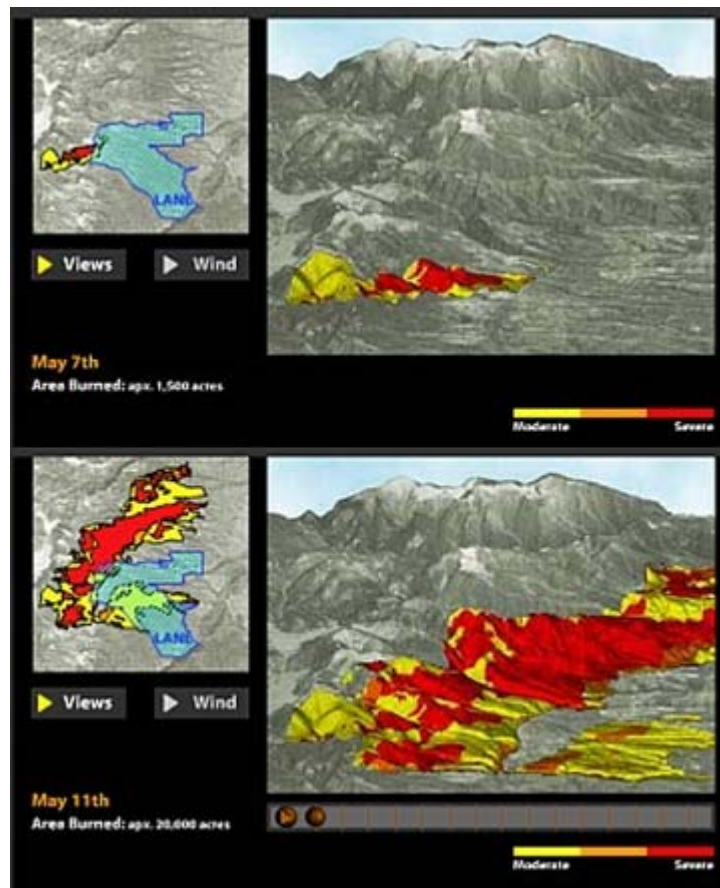 LANL
Views
Wind
May 7th
Area Burned: apx. 1,500 acres
Moderate
Severe
LANL
Views
Wind
May 11th
Area Burned: apx. 20,000 acres
Moderate
Severe